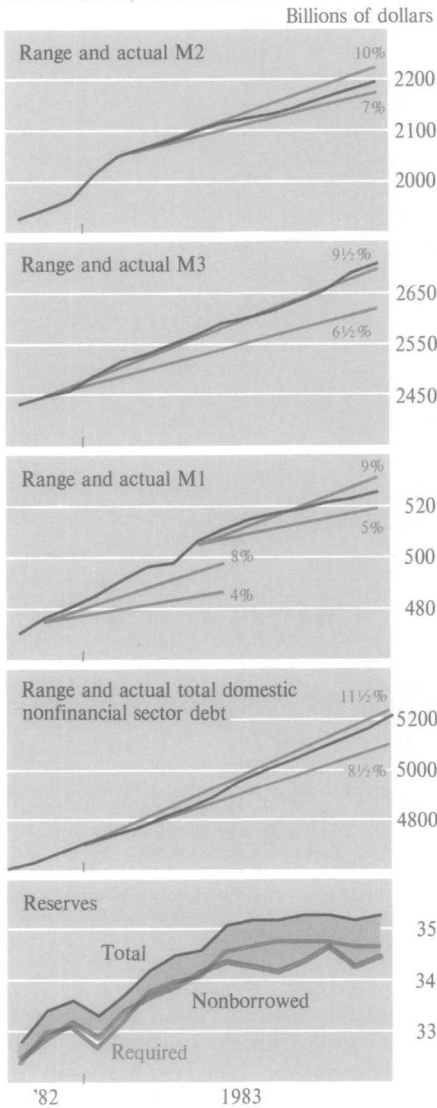 Billions of dollars
Range and actual M2
10%
2200
7%
2100
2000
Range and actual M3
9½%
2650
6½%
2550
2450
Range and actual M1
9%
520
5%
500
8%
4%
480
Range and actual total domestic
nonfinancial sector debt
11½%
5200
8½%
5000
4800
Reserves
35
Total
34
Nonborrowed
Required
33
'82 1983